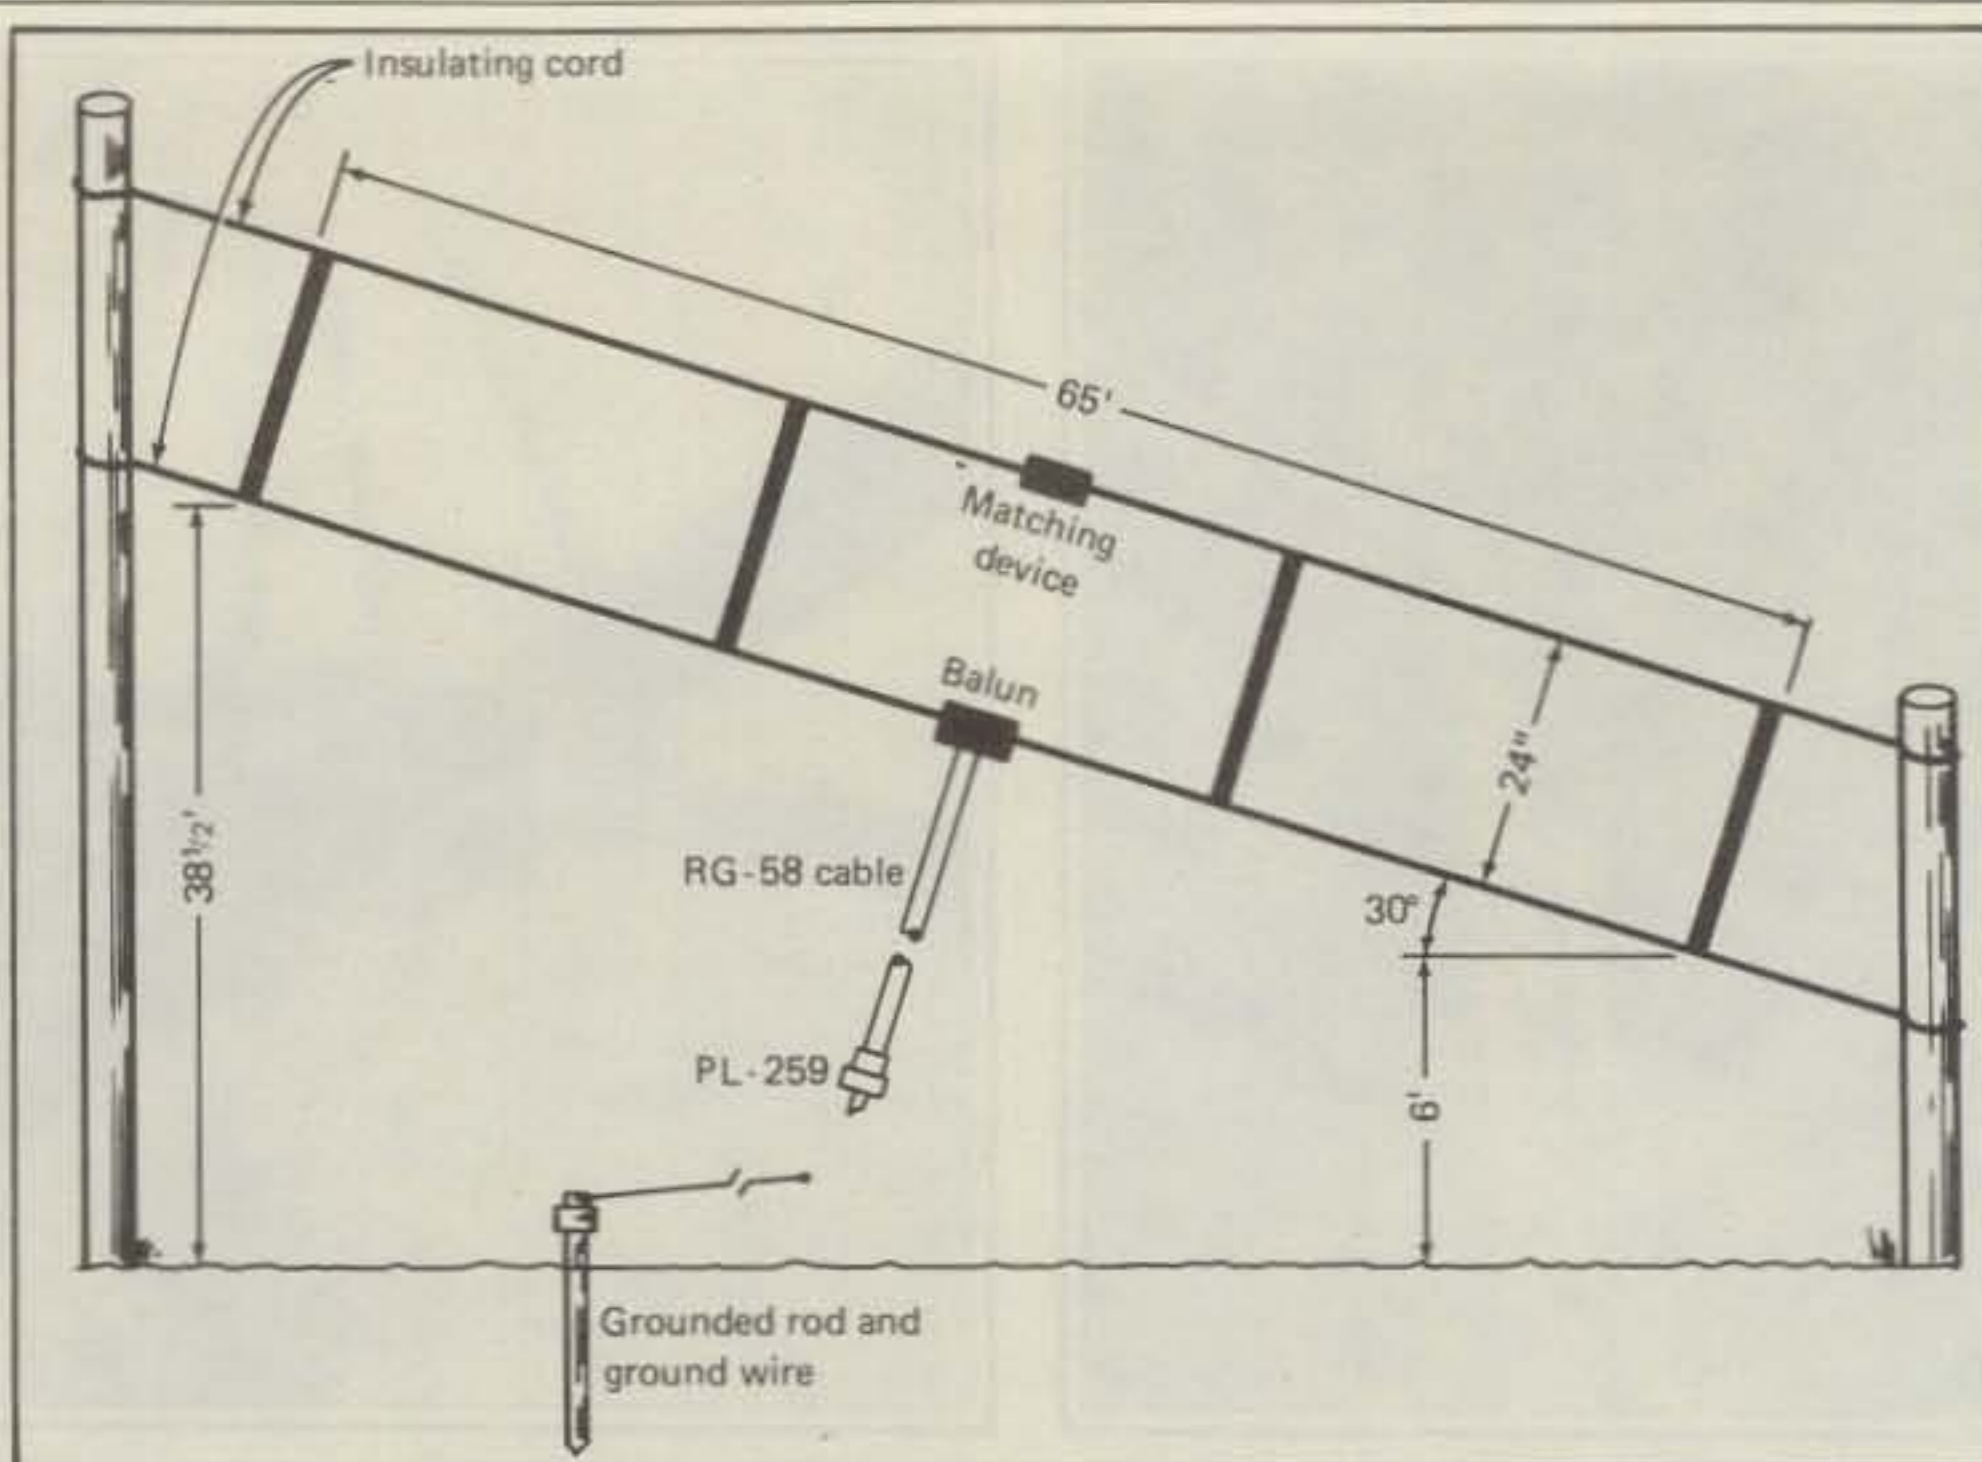 Insulating cord
65'
Matching
device
Balun
24"
38½'
RG-58 cable
30°
PL-259
6'
Grounded rod and
ground wire